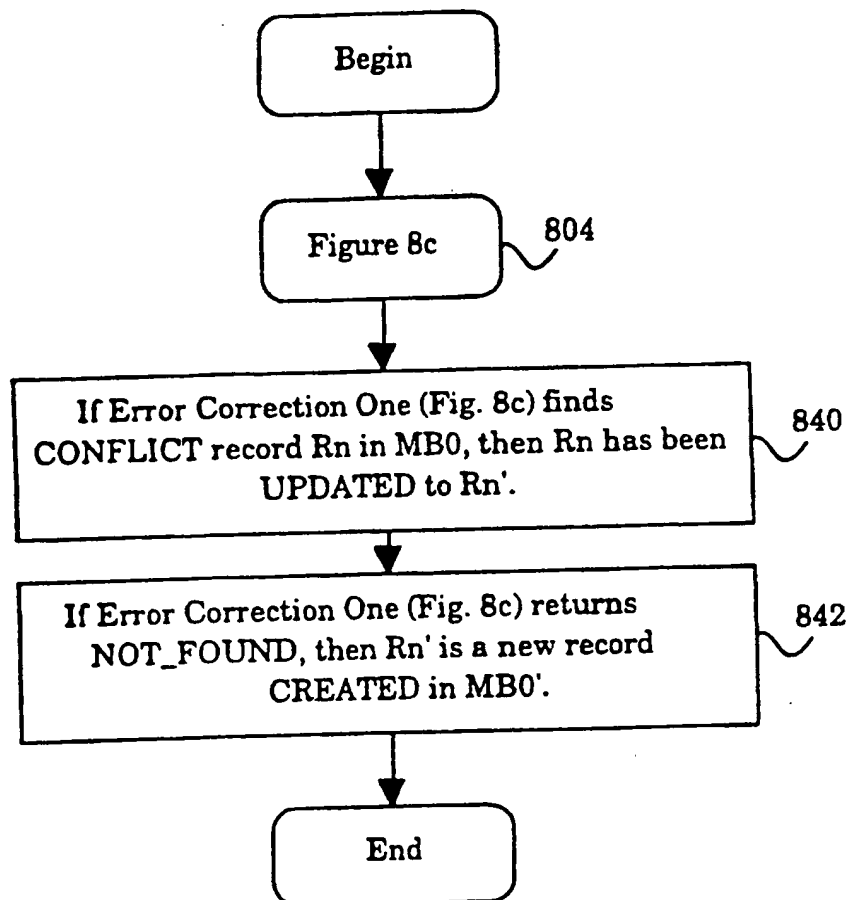 Begin
Figure 8c
804
If Error Correction One (Fig. 8c) finds
CONFLICT record Rn in MB0, then Rn has been
UPDATED to Rn'.
840
If Error Correction One (Fig. 8c) returns
NOT_FOUND, then Rn' is a new record
CREATED in MB0'.
842
End